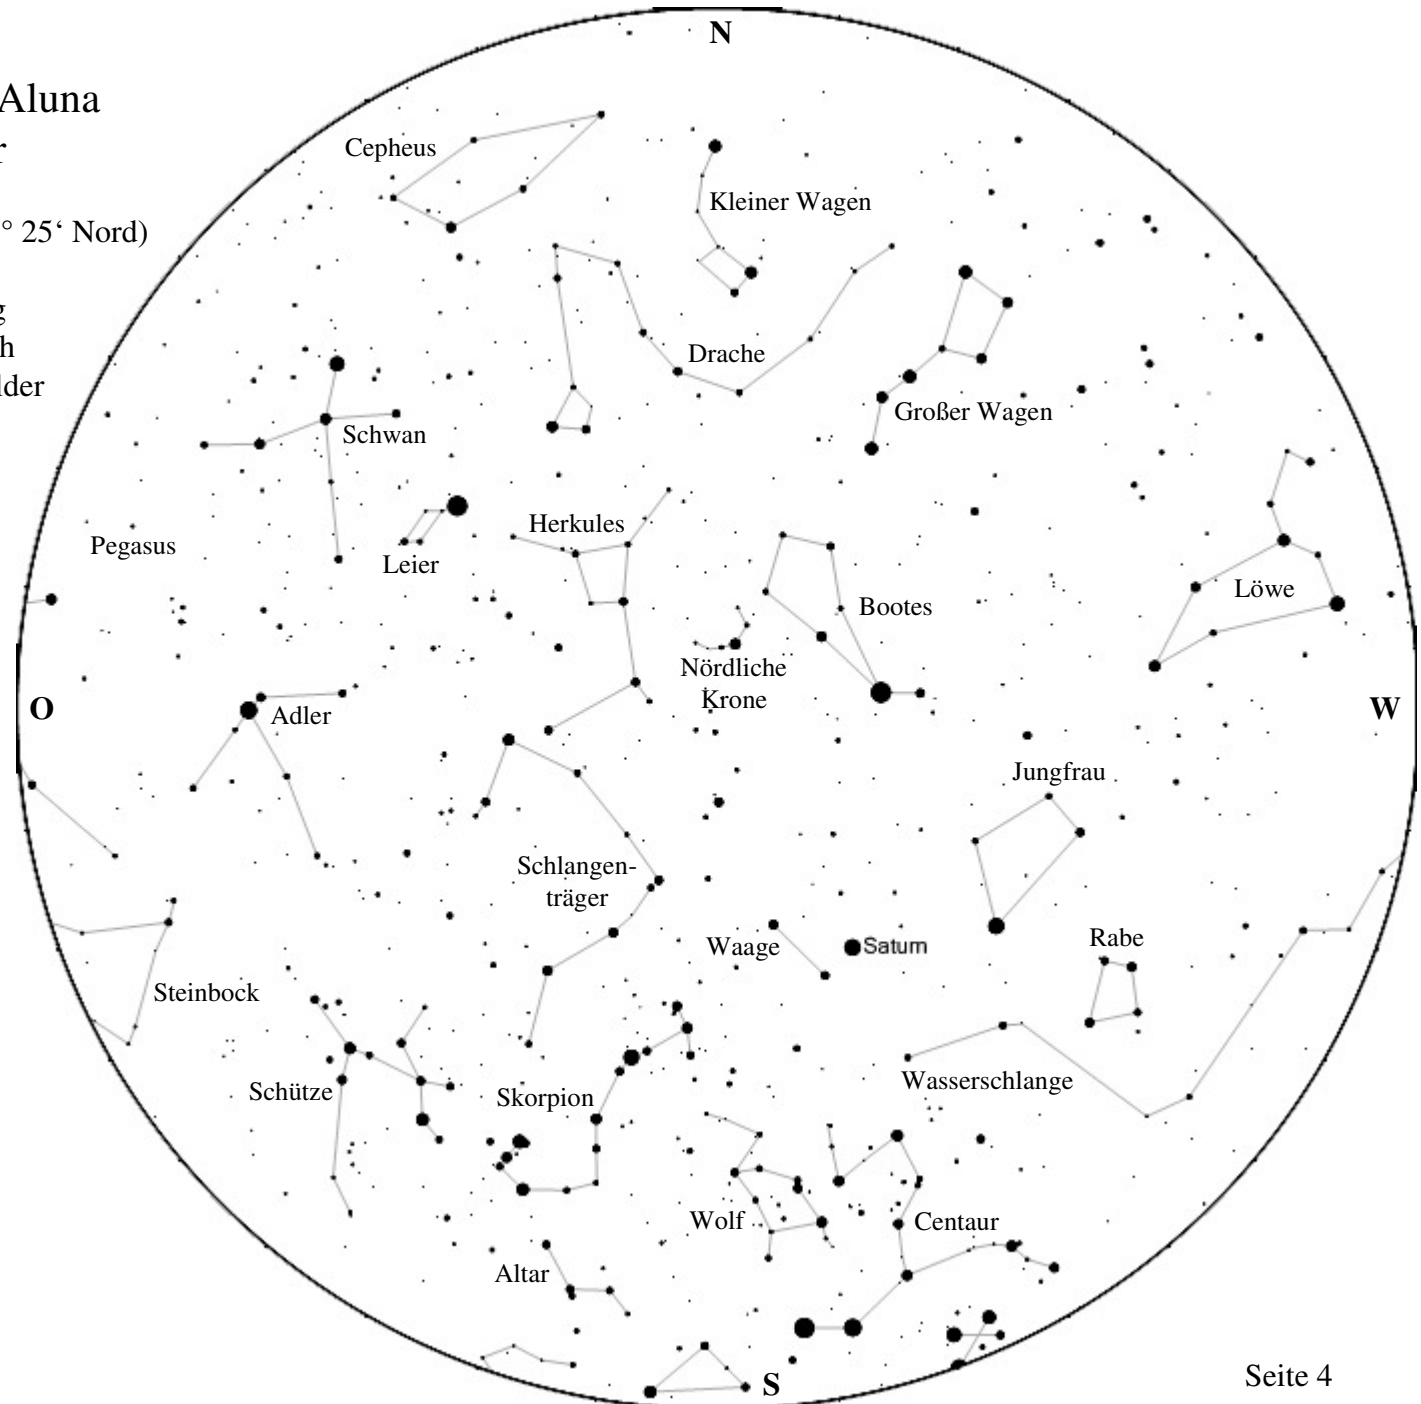 N
Aluna
r
Cepheus
Kleiner Wagen
° 25‘ Nord)
g
h
Drache
lder
Großer Wagen
Schwan
Herkules
Pegasus
Leier
Löwe
Bootes
Nördliche
Krone
O
Adler
W
Jungfrau
Schlangen-
träger
Waage
Saturn
Rabe
Steinbock
Schütze
Skorpion
Wasserschlange
Wolf
Centaur
Altar
S
Seite 4